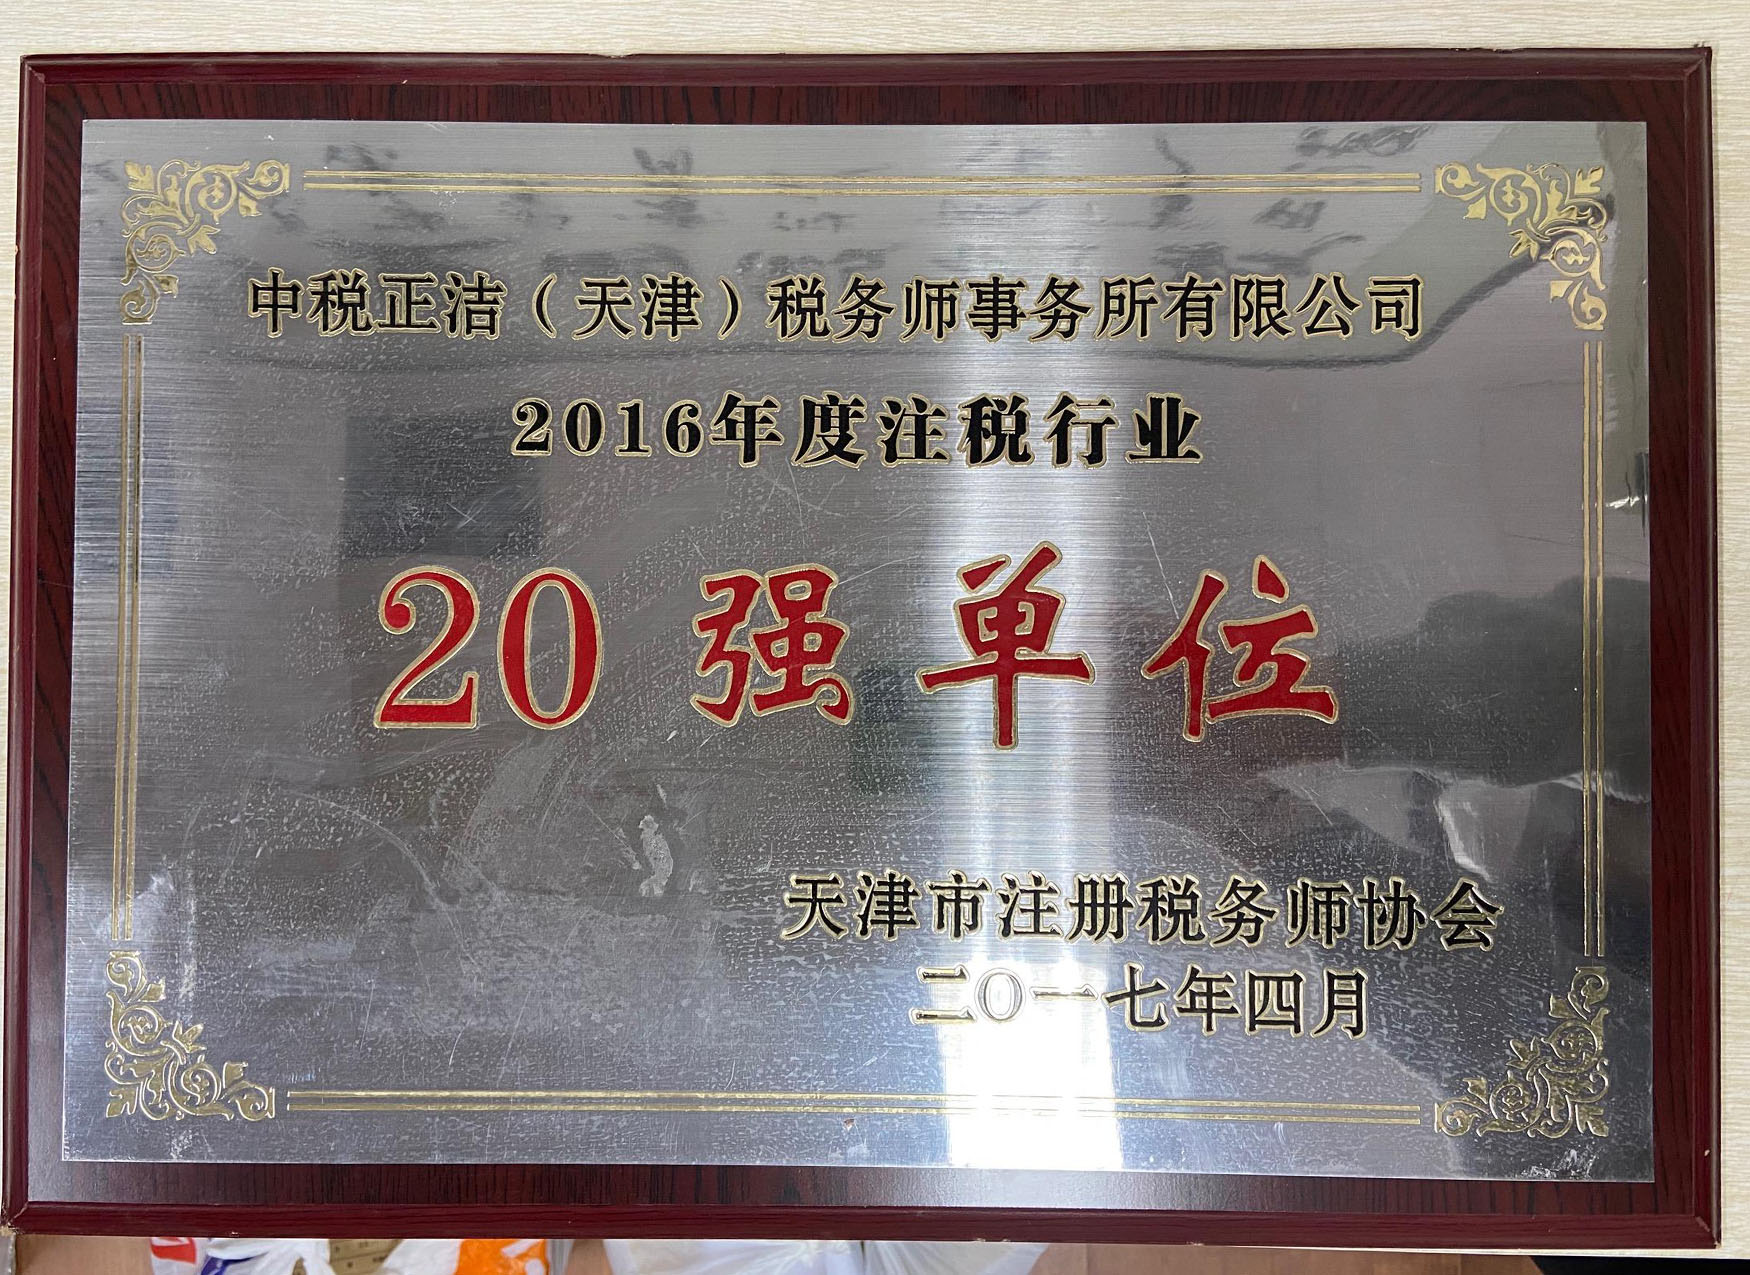 中税正洁（天津）税务师事务所有限公司
2016年度注税行业
20强单位
天津市注册税务师协会
二〇一七年四月